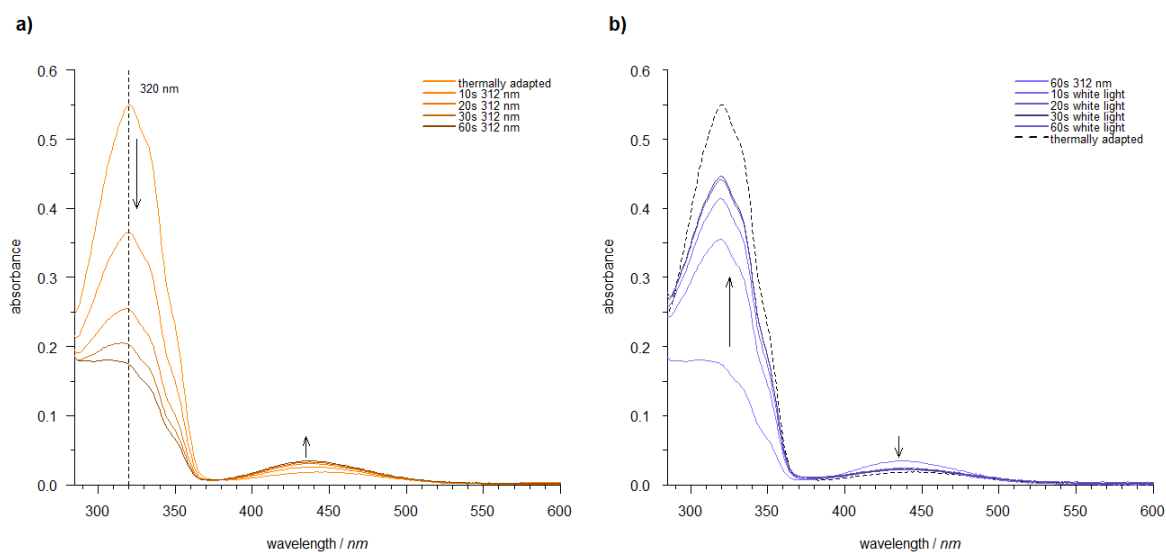 a)
0.6
0.5
0.4
0.3
0.2
0.1
0.0
absorbance
320 nm
thermally adapted
10s 312 nm
20s 312 nm
30s 312 nm
60s 312 nm
300 350 400 450 500 550 600
wavelength / nm
b)
0.6
0.5
0.4
0.3
0.2
0.1
0.0
absorbance
60s 312 nm
10s white light
20s white light
30s white light
60s white light
thermally adapted
300 350 400 450 500 550 600
wavelength / nm